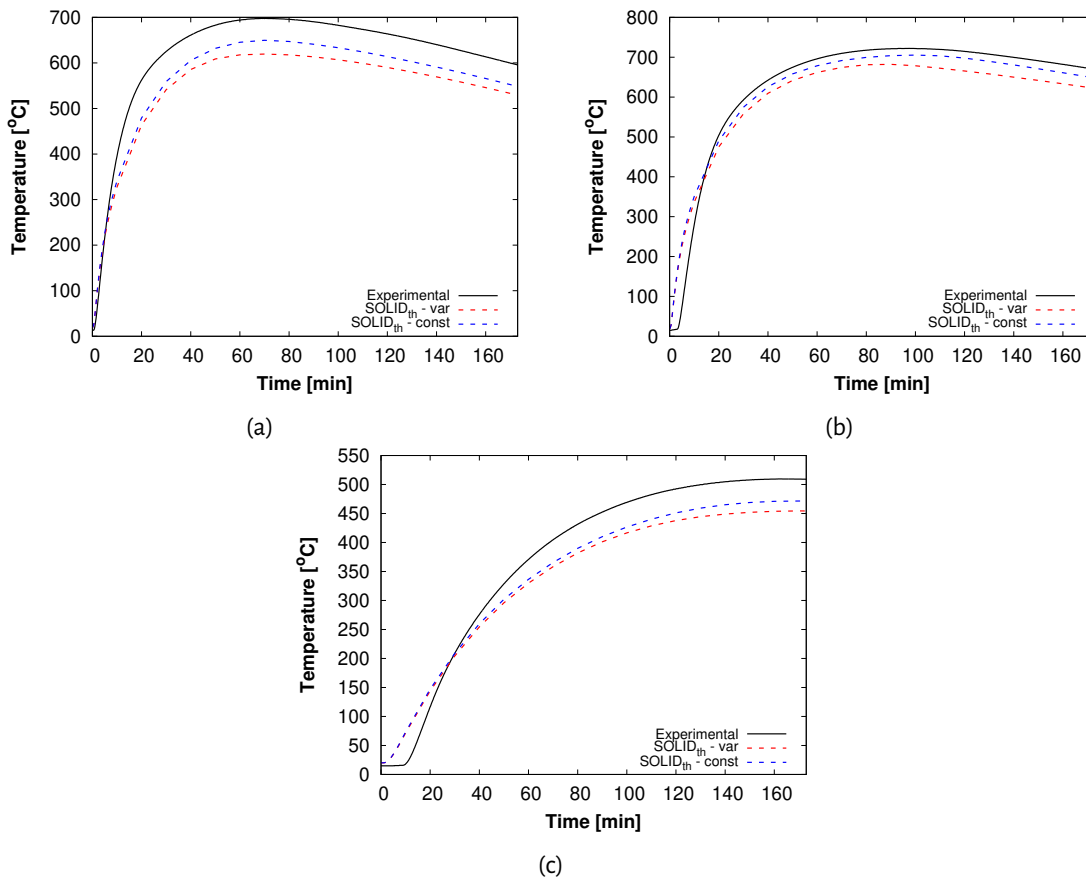 700
600
500
400
300
200
100
0
Temperature [°C]
0 20 40 60 80 100 120 140 160
Time [min]
Experimental
SOLIDth - var
SOLIDth - const
(a)
800
700
600
500
400
300
200
100
0
Temperature [°C]
0 20 40 60 80 100 120 140 160
Time [min]
Experimental
SOLIDth - var
SOLIDth - const
(b)
550
500
450
400
350
300
250
200
150
100
50
0
Temperature [°C]
0 20 40 60 80 100 120 140 160
Time [min]
Experimental
SOLIDth - var
SOLIDth - const
(c)